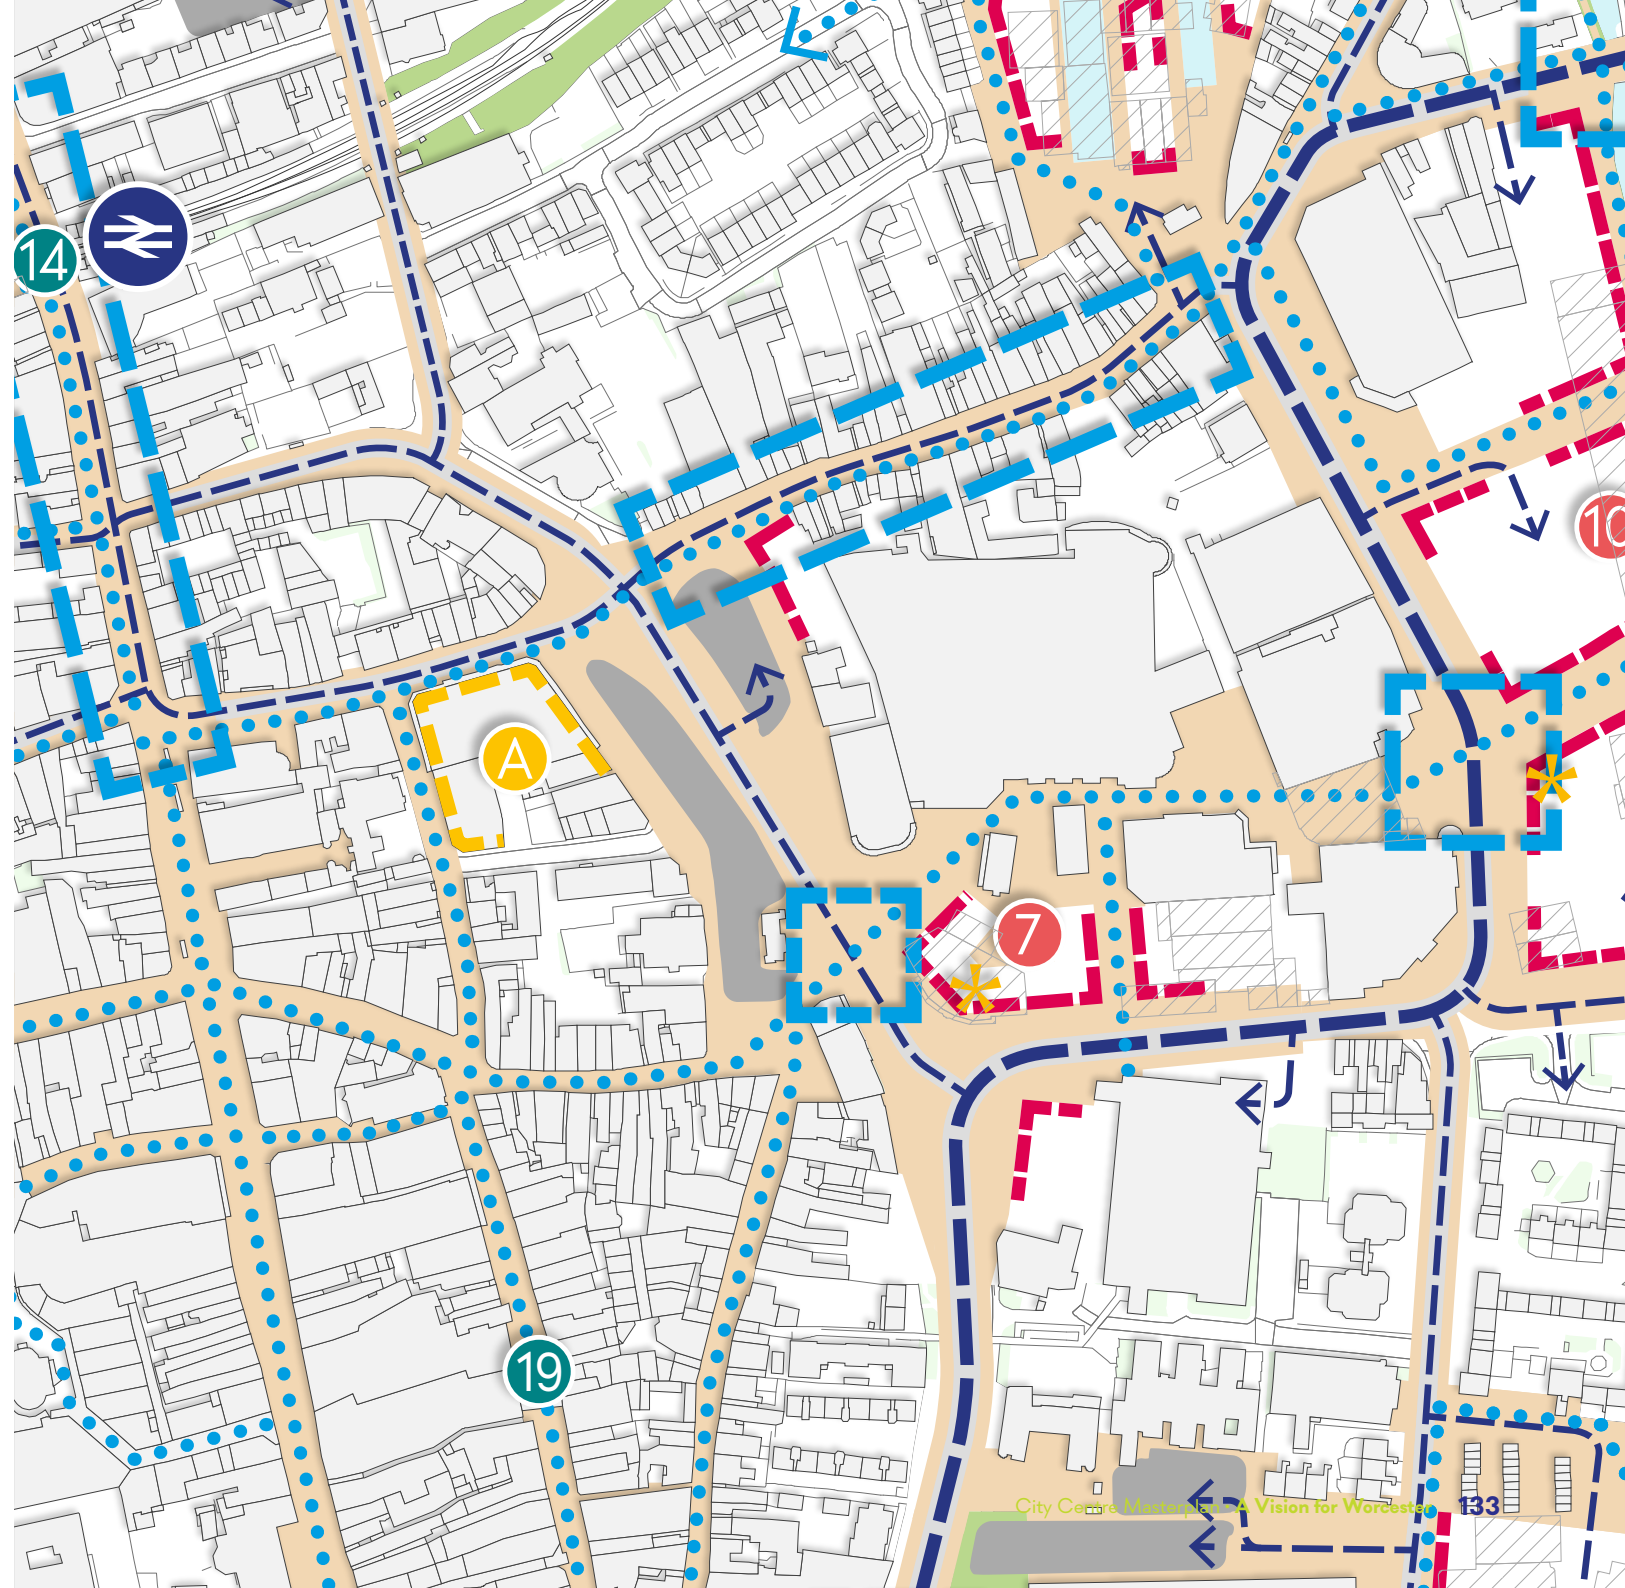 14
10
A
7
19
City Centre Masterplan • A Vision for Worcester 133